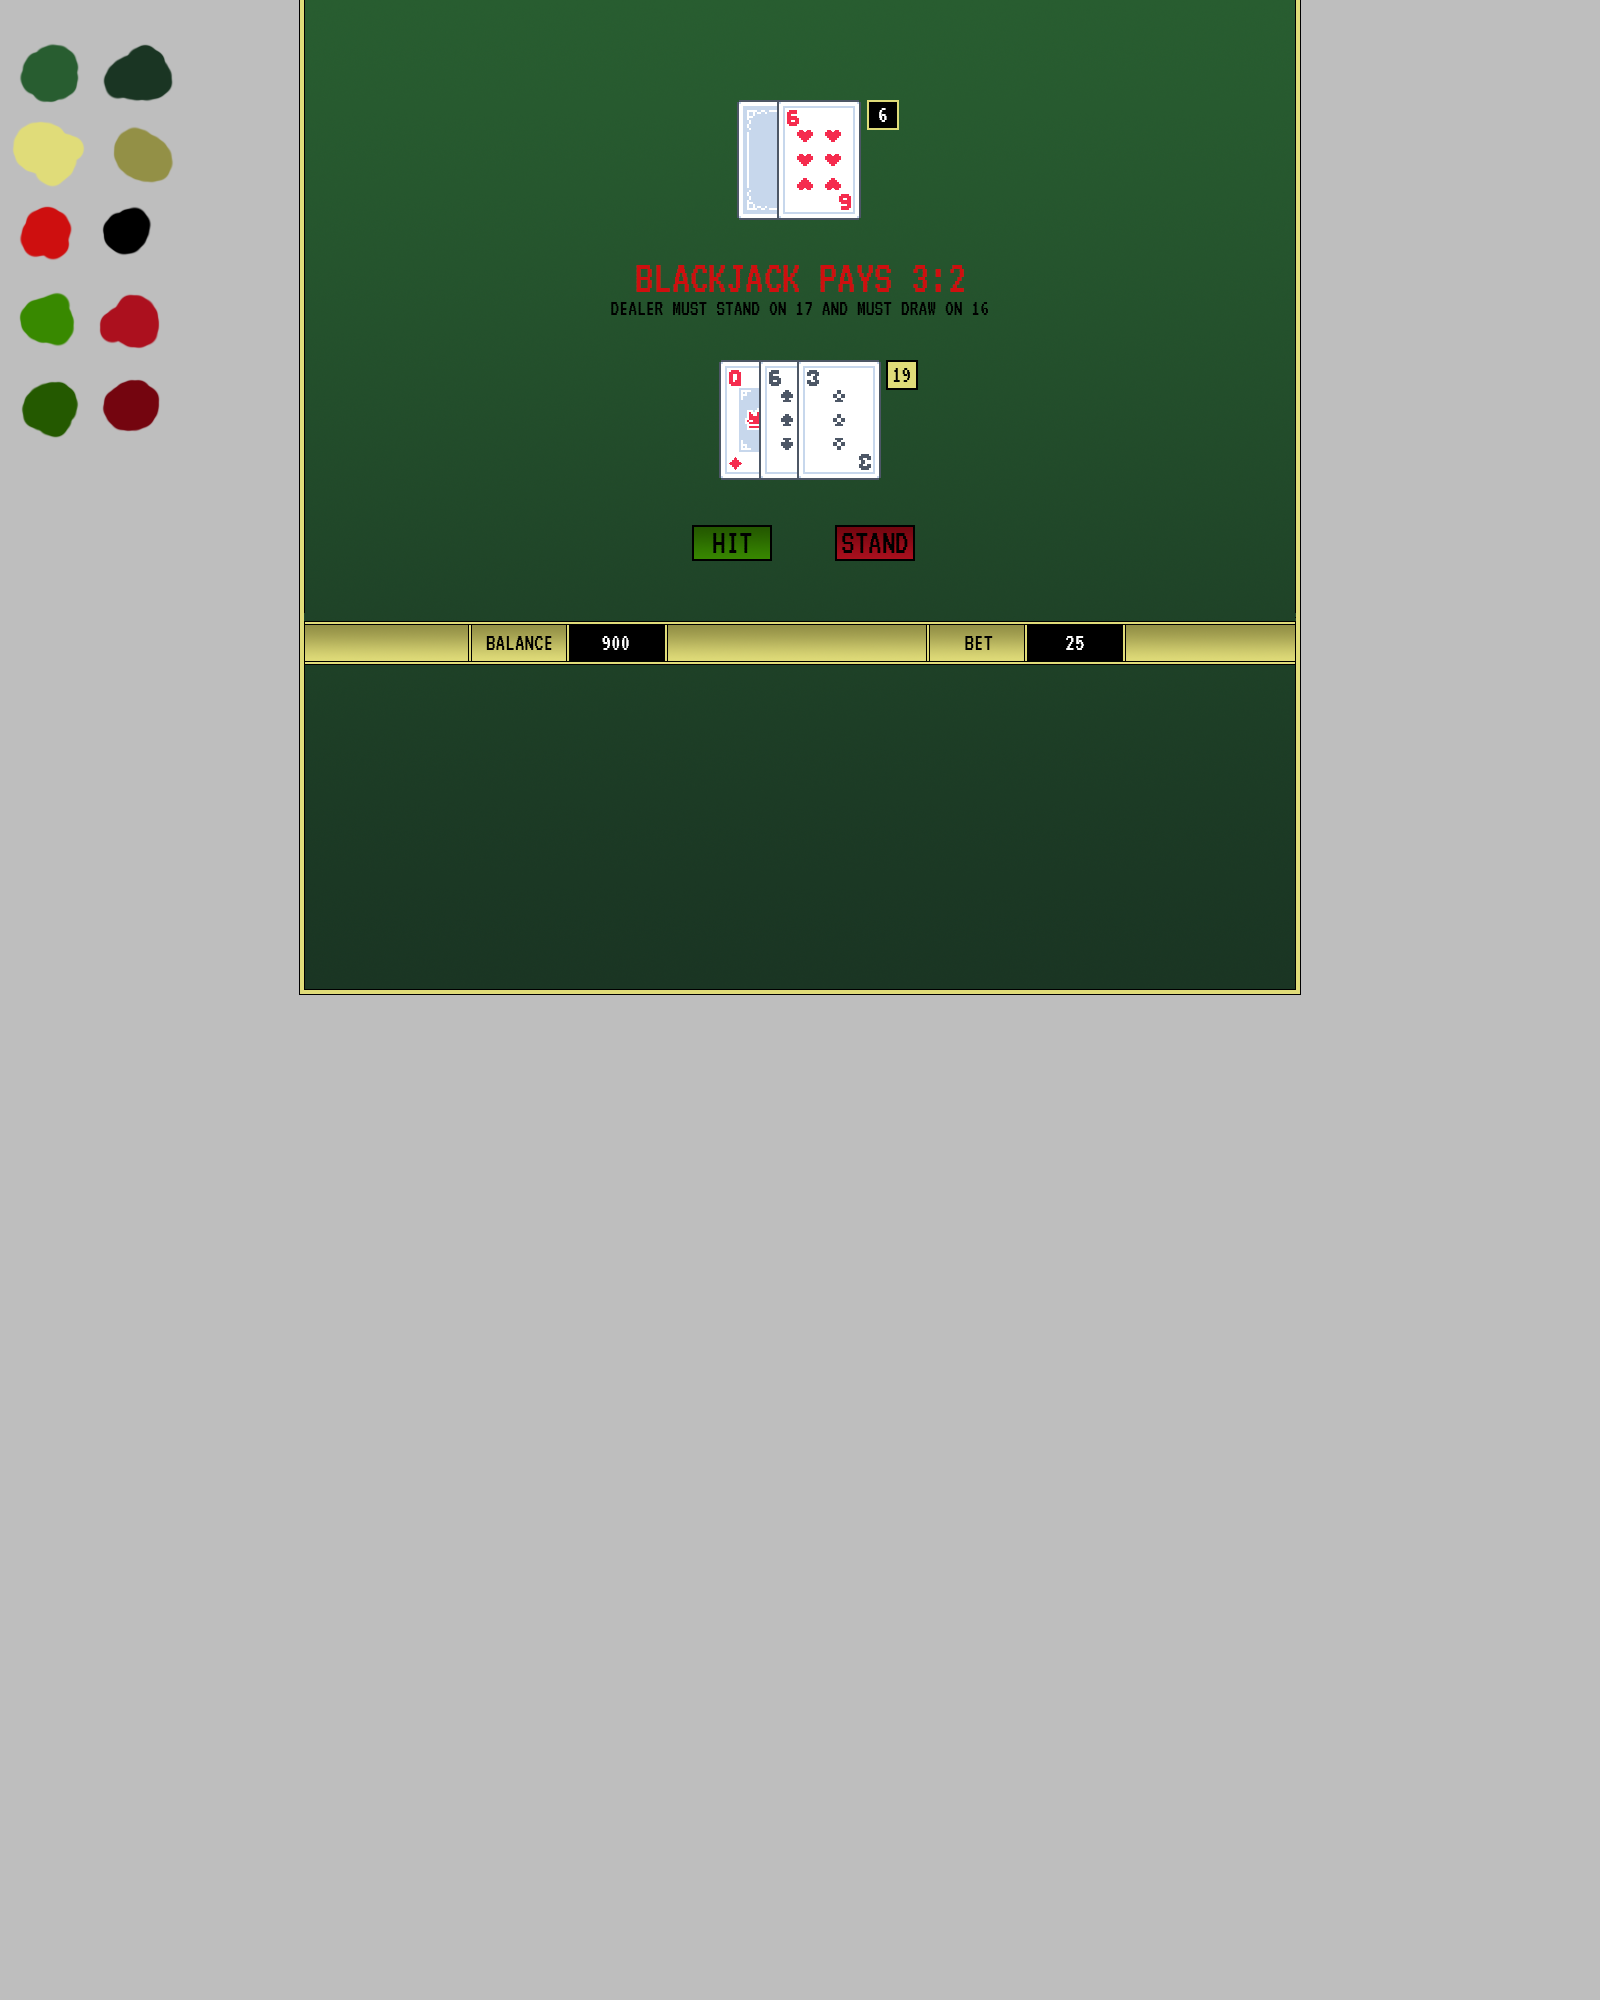 6
6
6
BLACKJACK PAYS 3:2
DEALER MUST STAND ON 17 AND MUST DRAW ON 16
Q 6 3
19
3
HIT STAND
BALANCE 900 BET 25